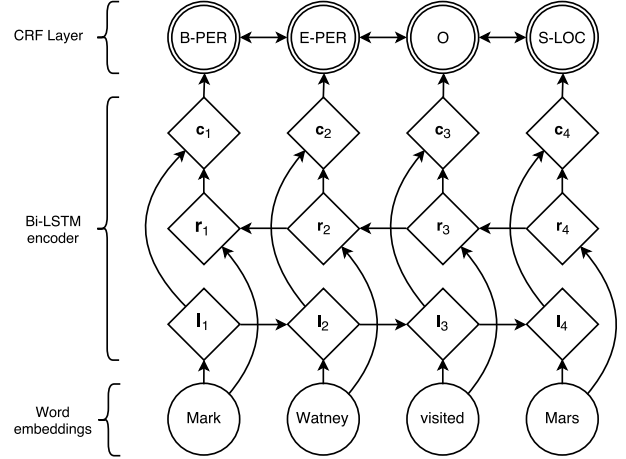 CRF Layer
B-PER
E-PER
O
S-LOC
c1
c2
c3
c4
Bi-LSTM
encoder
r1
r2
r3
r4
l1
l2
l3
l4
Word
embeddings
Mark
Watney
visited
Mars